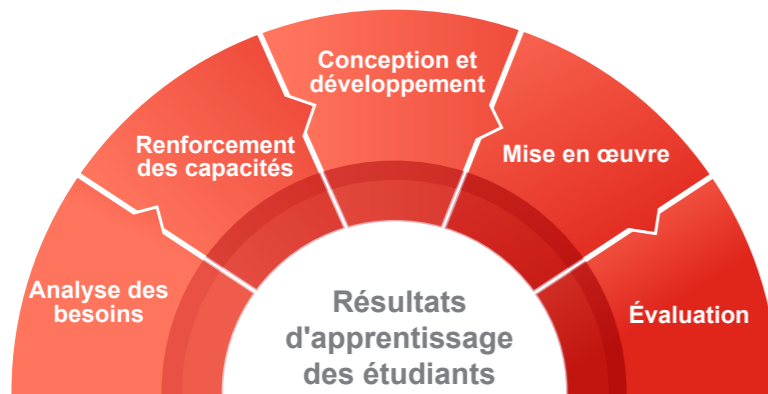 Analyse des
besoins
Renforcement
des capacités
Conception et
développement
Mise en œuvre
Évaluation
Résultats
d'apprentissage
des étudiants